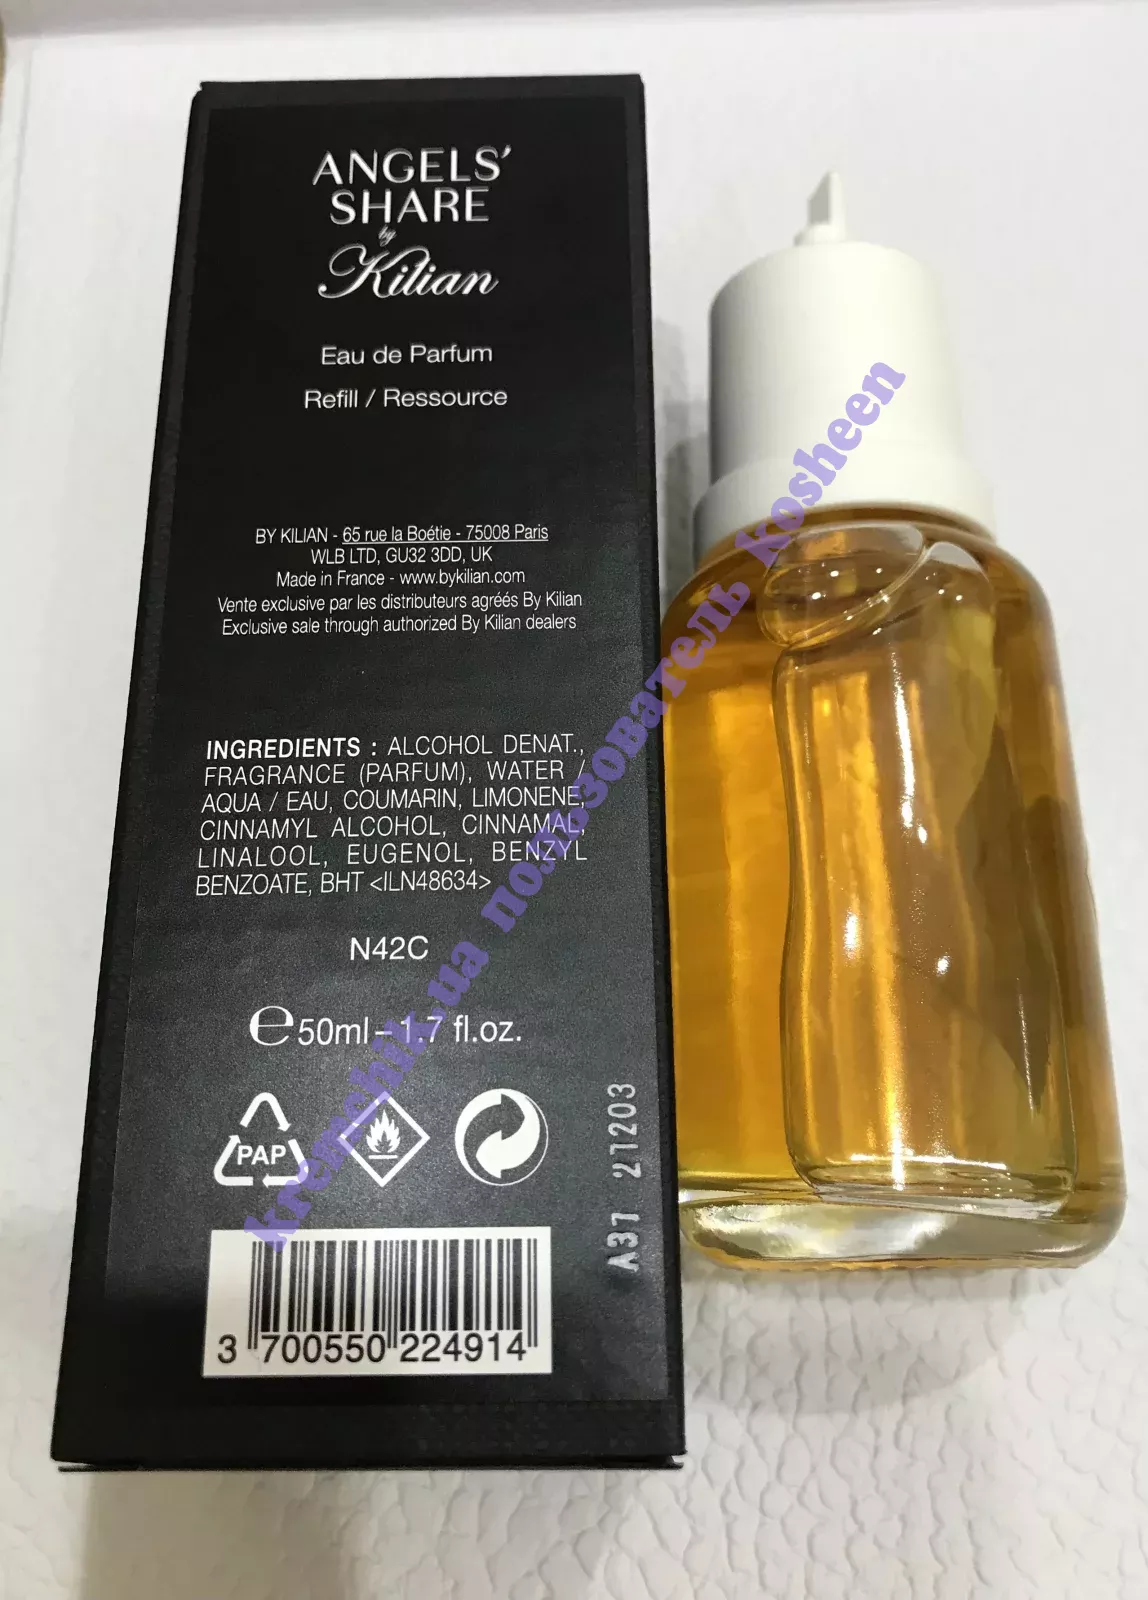 ANGELS'
SHARE
by
Kilian
Eau de Parfum
Refill / Ressource
BY KILIAN - 65 rue la Boétie - 75008 Paris
WLB LTD, GU32 3DD, UK
Made in France - www.bykilian.com
Vente exclusive par les distributeurs agréés By Kilian
Exclusive sale through authorized By Kilian dealers
INGREDIENTS : ALCOHOL DENAT.,
FRAGRANCE (PARFUM), WATER /
AQUA / EAU, COUMARIN, LIMONENE,
CINNAMYL ALCOHOL, CINNAMAL,
LINALOOL, EUGENOL, BENZYL
BENZOATE, BHT <ILN48634>
N42C
℮50ml – 1.7 fl.oz.
PAP
A37 21203
3 700550 224914
kremchik.ua пользователь kosheen